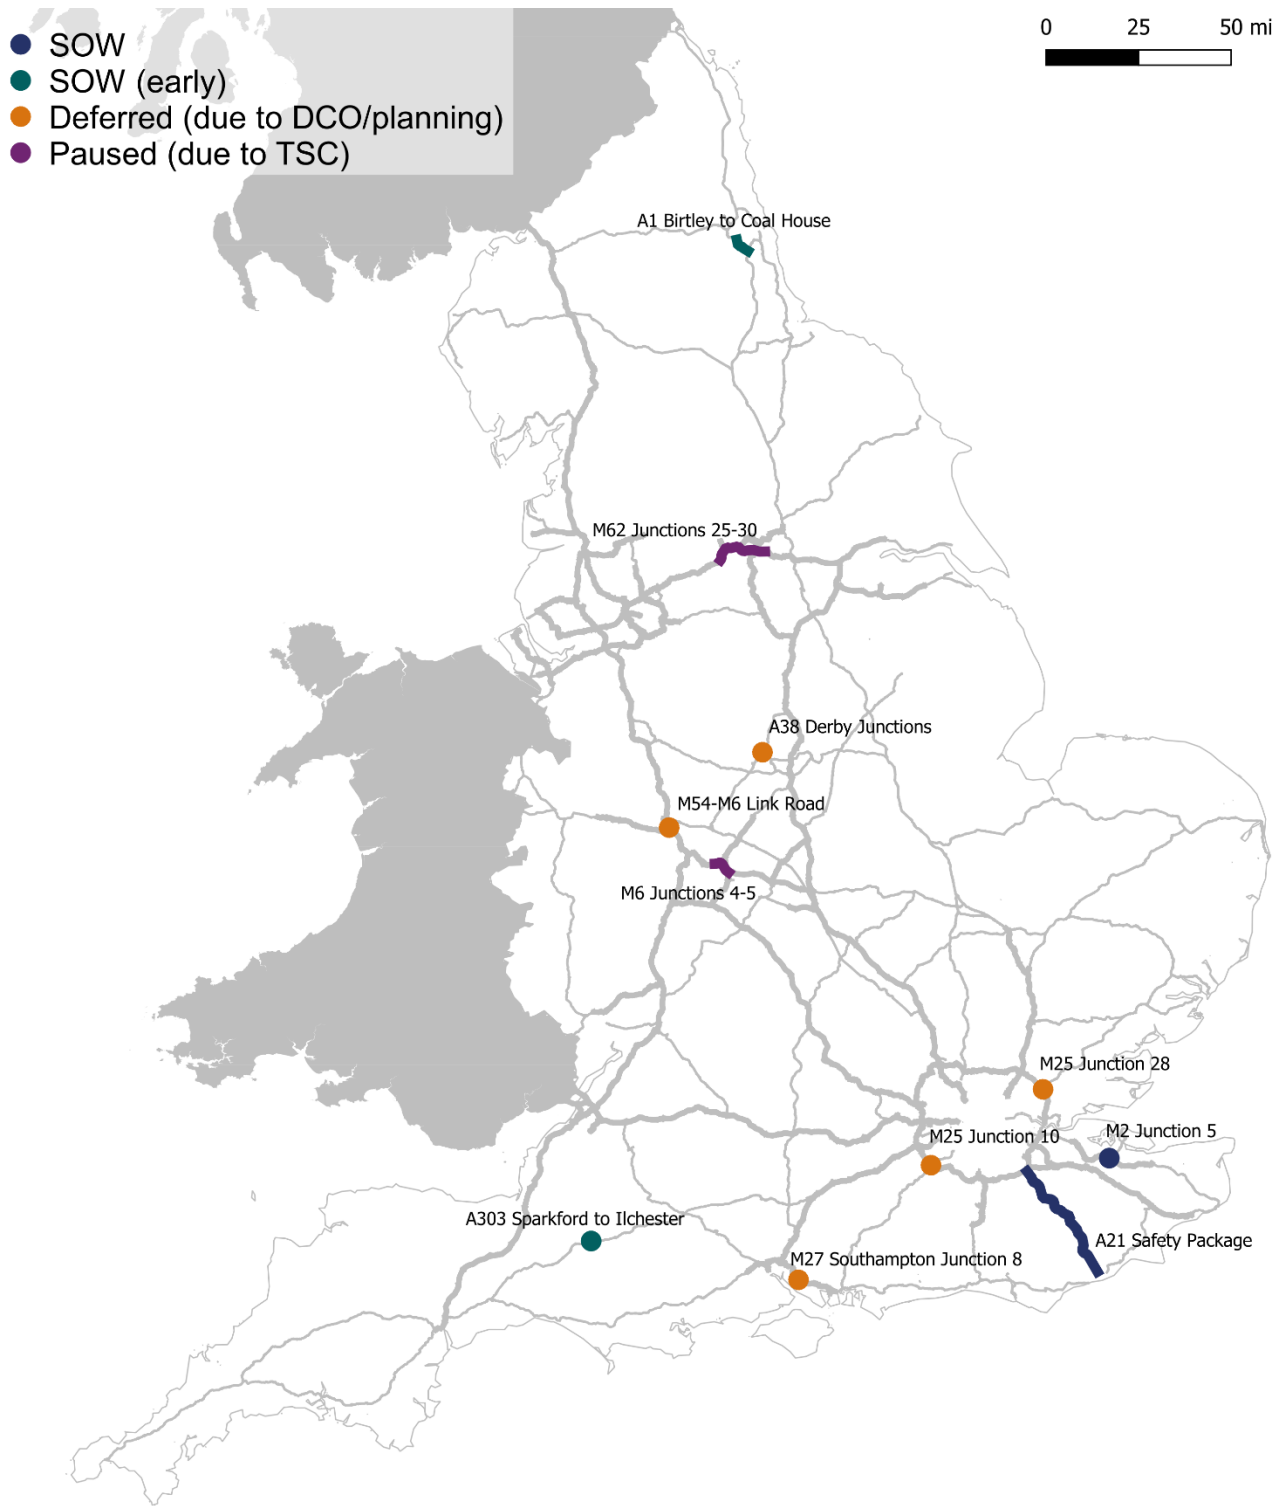 0 25 50 mi
SOW
SOW (early)
Deferred (due to DCO/planning)
Paused (due to TSC)
A1 Birtley to Coal House
M62 Junctions 25-30
A38 Derby Junctions
M54-M6 Link Road
M6 Junctions 4-5
M25 Junction 28
M2 Junction 5
M25 Junction 10
A303 Sparkford to Ilchester
A21 Safety Package
M27 Southampton Junction 8